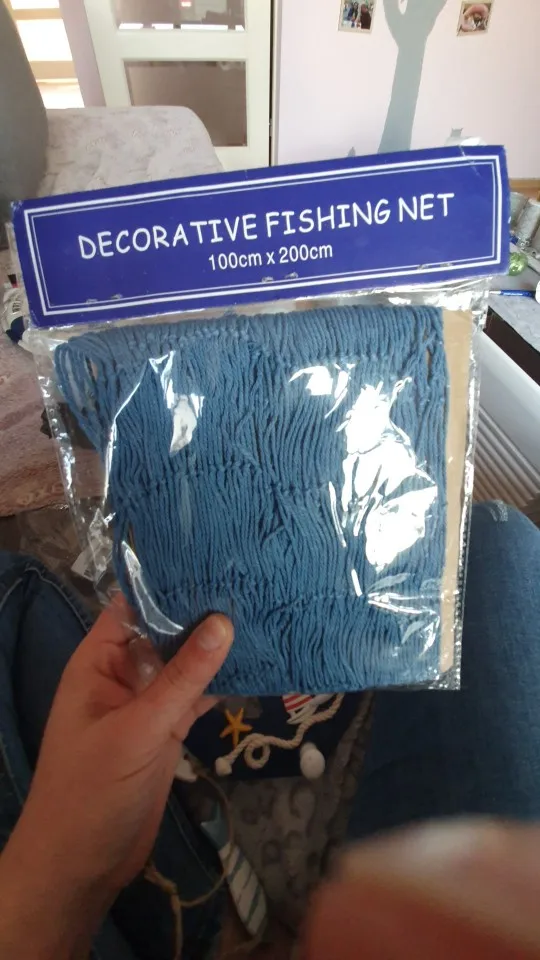 DECORATIVE FISHING NET
100cm x 200cm